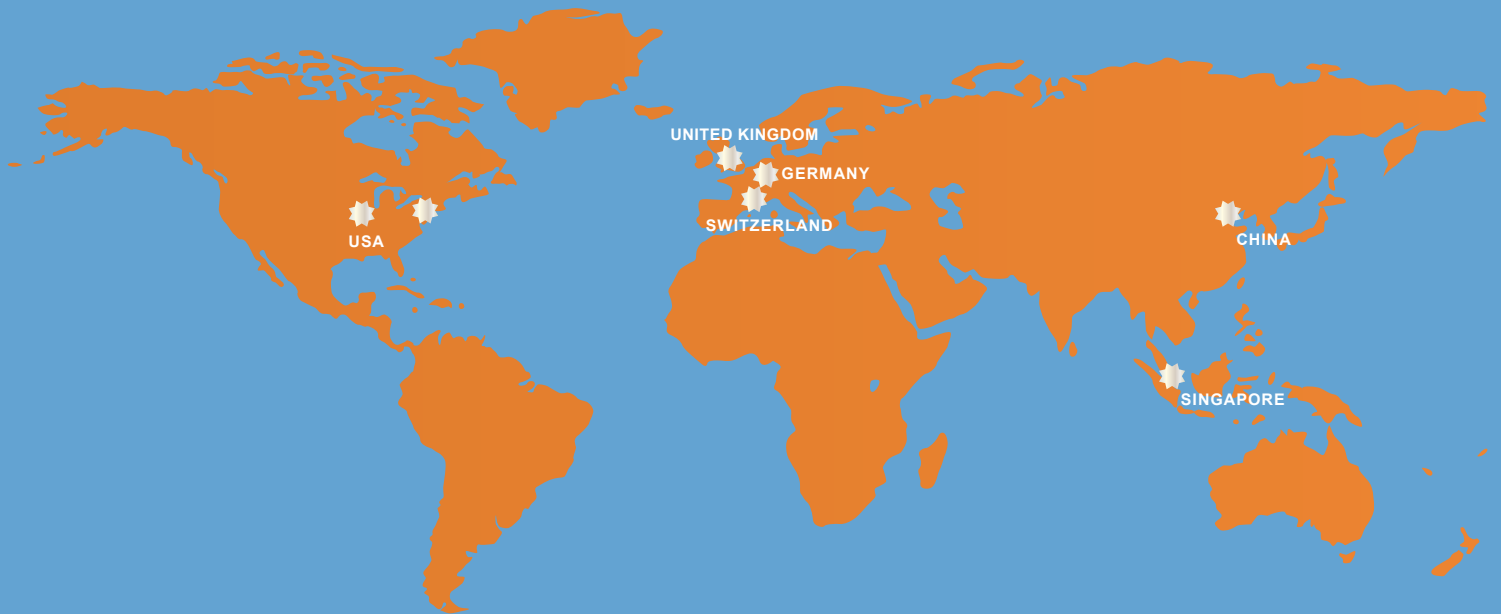 UNITED KINGDOM
GERMANY
SWITZERLAND
USA
CHINA
SINGAPORE